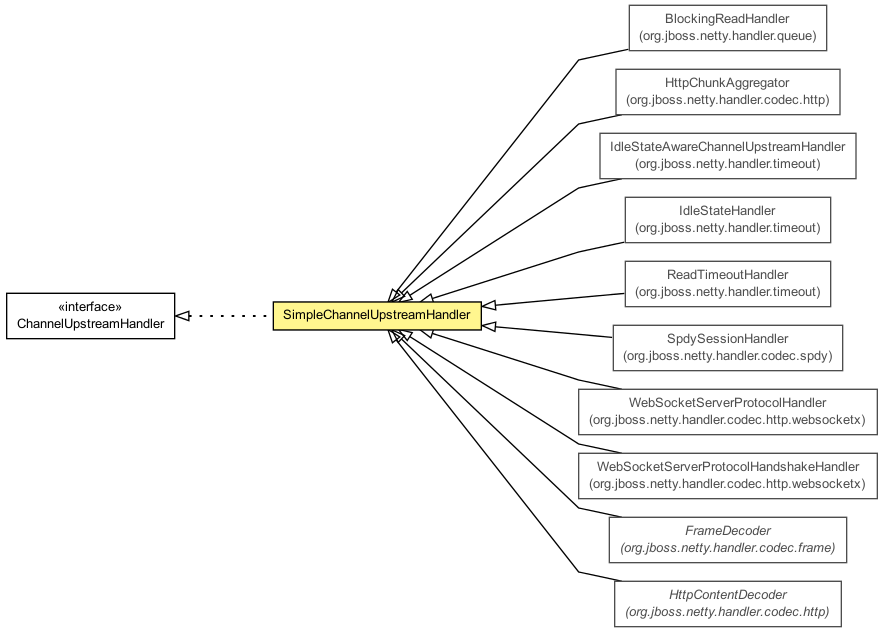 BlockingReadHandler
(org.jboss.netty.handler.queue)
HttpChunkAggregator
(org.jboss.netty.handler.codec.http)
IdleStateAwareChannelUpstreamHandler
(org.jboss.netty.handler.timeout)
IdleStateHandler
(org.jboss.netty.handler.timeout)
ReadTimeoutHandler
(org.jboss.netty.handler.timeout)
«interface»
ChannelUpstreamHandler
SimpleChannelUpstreamHandler
SpdySessionHandler
(org.jboss.netty.handler.codec.spdy)
WebSocketServerProtocolHandler
(org.jboss.netty.handler.codec.http.websocketx)
WebSocketServerProtocolHandshakeHandler
(org.jboss.netty.handler.codec.http.websocketx)
FrameDecoder
(org.jboss.netty.handler.codec.frame)
HttpContentDecoder
(org.jboss.netty.handler.codec.http)